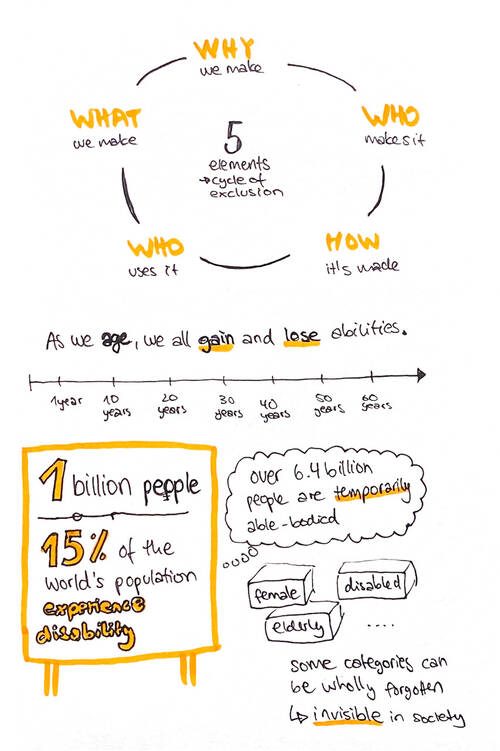 WHY
we make
WHO
makes it
HOW
it's made
WHO
uses it
WHAT
we make
5
elements
→ cycle of
exclusion
As we age, we all gain and lose abilities.
1 year
10 years
20 years
30 years
40 years
50 years
60 years
1 billion people
15% of the
world's population
experience
disability
over 6.4 billion
people are temporarily
able-bodied
female
disabled
elderly
....
some categories can
be wholly forgotten
↳ invisible in society